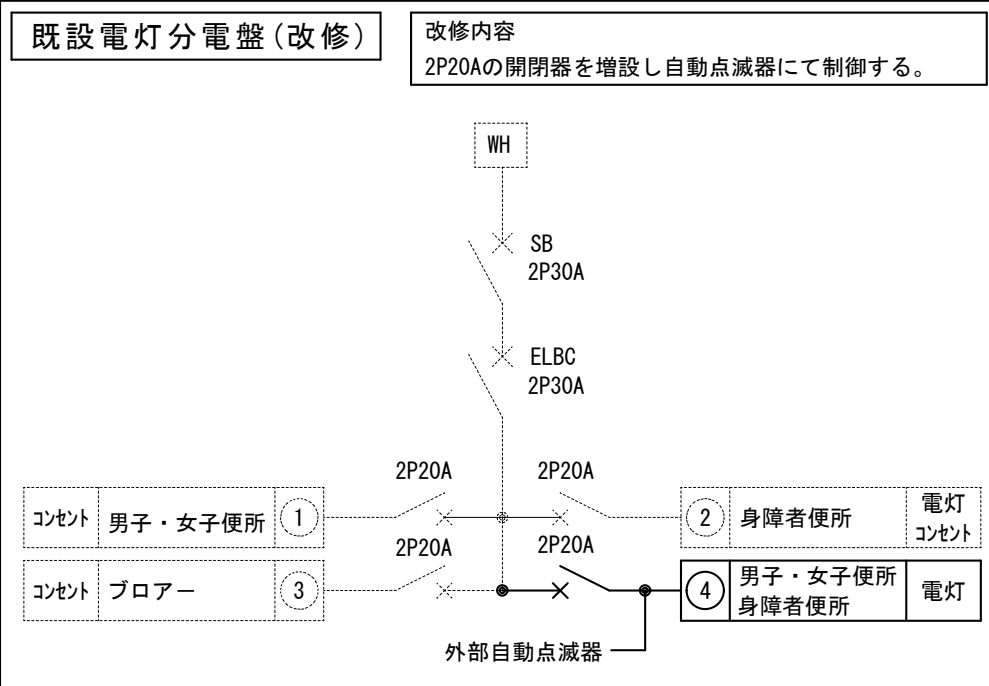 既設電灯分電盤(改修)
改修内容
2P20Aの開閉器を増設し自動点滅器にて制御する。
WH
SB
2P30A
ELBC
2P30A
2P20A
2P20A
コンセント 男子・女子便所 1
2 身障者便所 電灯
コンセント
2P20A
2P20A
コンセント ブロアー 3
4 男子・女子便所
身障者便所 電灯
外部自動点滅器